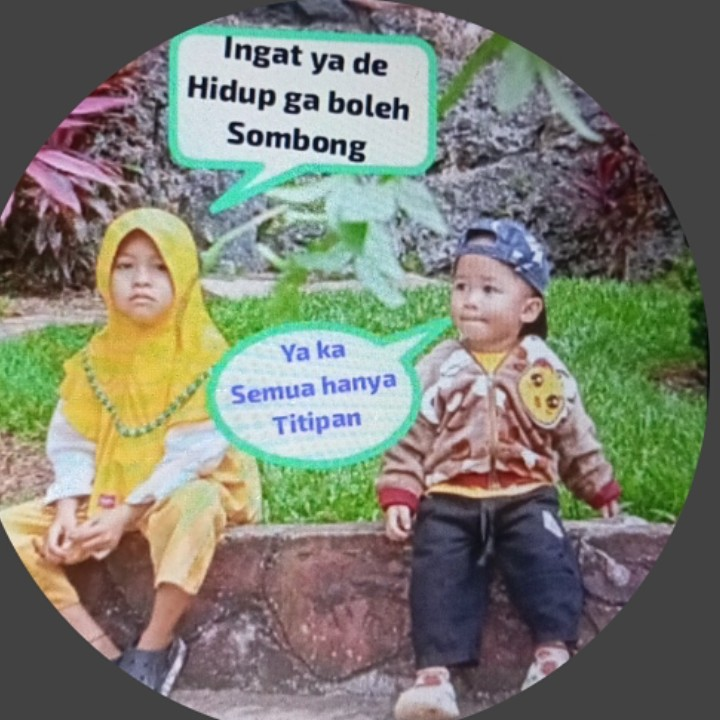 Ingat ya de
Hidup ga boleh
Sombong
Ya ka
Semua hanya
Titipan